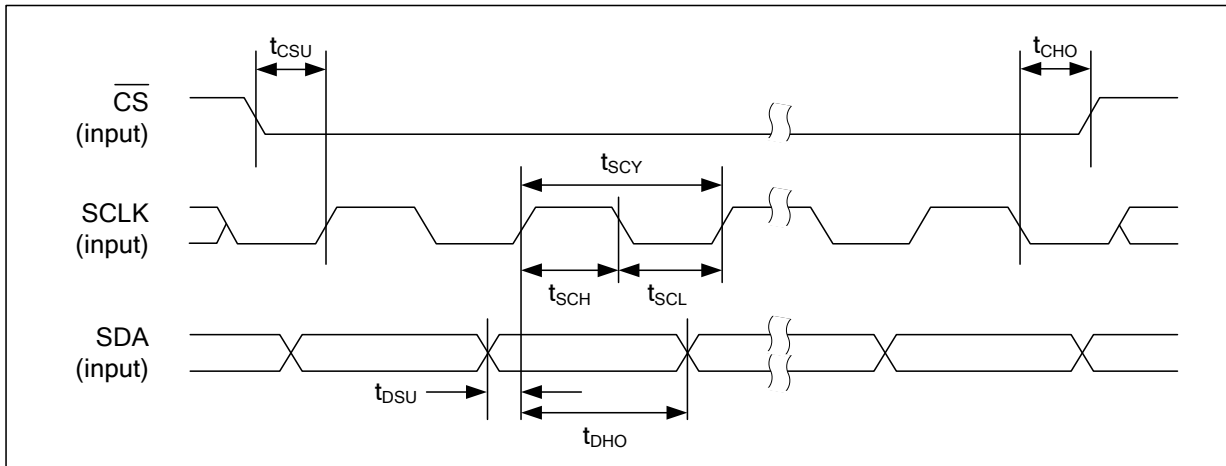 tCSU
tCHO
CS
(input)
tSCY
SCLK
(input)
tSCH
tSCL
SDA
(input)
tDSU
tDHO